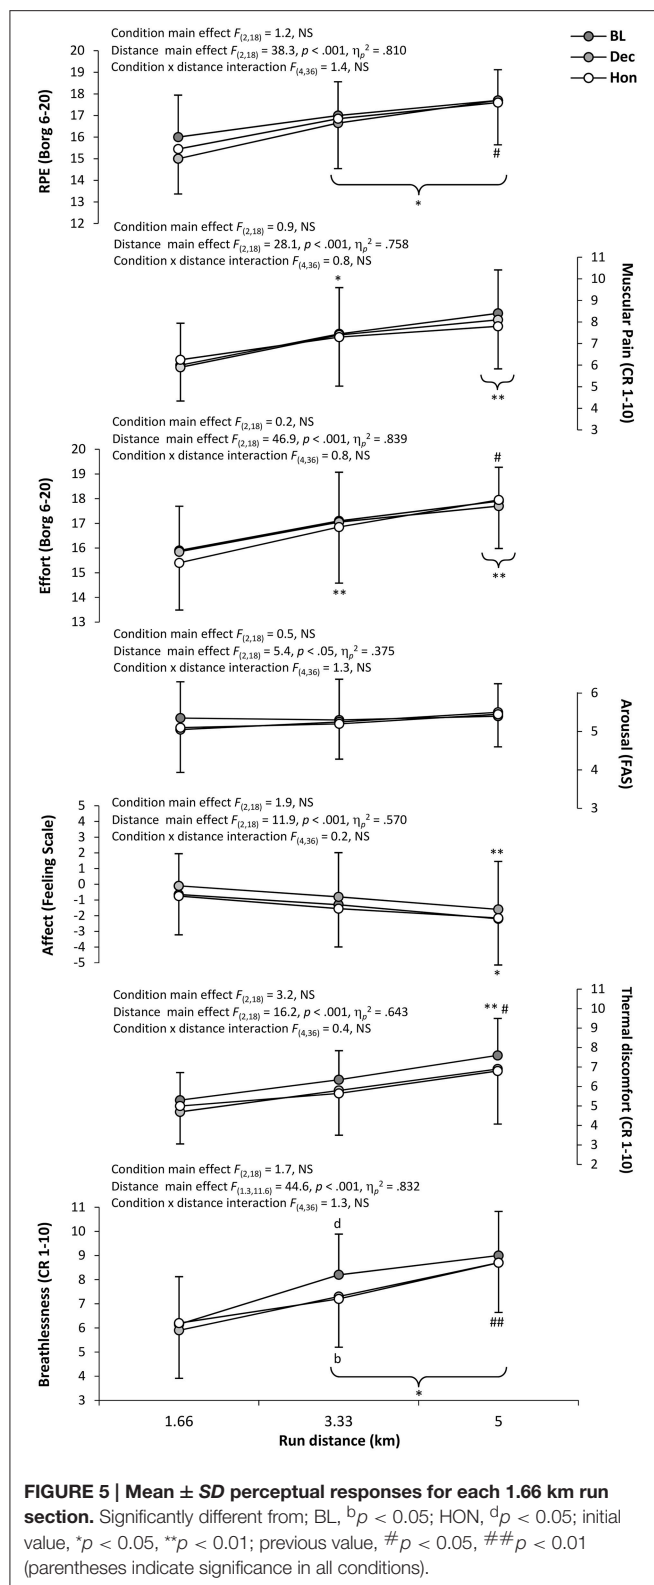 Condition main effect F(2,18) = 1.2, NS
Distance main effect F(2,18) = 38.3, p < .001, ηp² = .810
Condition x distance interaction F(4,36) = 1.4, NS
BL
Dec
Hon
RPE (Borg 6-20)
20
19
18
17
16
15
14
13
12
#
*
Condition main effect F(2,18) = 0.9, NS
Distance main effect F(2,18) = 28.1, p < .001, ηp² = .758
Condition x distance interaction F(4,36) = 0.8, NS
*
Muscular Pain (CR 1-10)
11
10
9
8
7
6
5
4
3
**
Condition main effect F(2,18) = 0.2, NS
Distance main effect F(2,18) = 46.9, p < .001, ηp² = .839
Condition x distance interaction F(4,36) = 0.8, NS
#
Effort (Borg 6-20)
20
19
18
17
16
15
14
13
**
**
Condition main effect F(2,18) = 0.5, NS
Distance main effect F(2,18) = 5.4, p < .05, ηp² = .375
Condition x distance interaction F(4,36) = 1.3, NS
Arousal (FAS)
6
5
4
3
Condition main effect F(2,18) = 1.9, NS
Distance main effect F(2,18) = 11.9, p < .001, ηp² = .570
Condition x distance interaction F(4,36) = 0.2, NS
Affect (Feeling Scale)
5
4
3
2
1
0
-1
-2
-3
-4
-5
**
*
Condition main effect F(2,18) = 3.2, NS
Distance main effect F(2,18) = 16.2, p < .001, ηp² = .643
Condition x distance interaction F(4,36) = 0.4, NS
** #
Thermal discomfort (CR 1-10)
11
10
9
8
7
6
5
4
3
2
Condition main effect F(2,18) = 1.7, NS
Distance main effect F(1.3,11.6) = 44.6, p < .001, ηp² = .832
Condition x distance interaction F(4,36) = 1.3, NS
Breathlessness (CR 1-10)
11
10
9
8
7
6
5
4
3
d
b
##
*
1.66
3.33
5
Run distance (km)
FIGURE 5 | Mean ± SD perceptual responses for each 1.66 km run
section. Significantly different from; BL, ᵇp < 0.05; HON, ᵈp < 0.05; initial
value, *p < 0.05, **p < 0.01; previous value, #p < 0.05, ##p < 0.01
(parentheses indicate significance in all conditions).